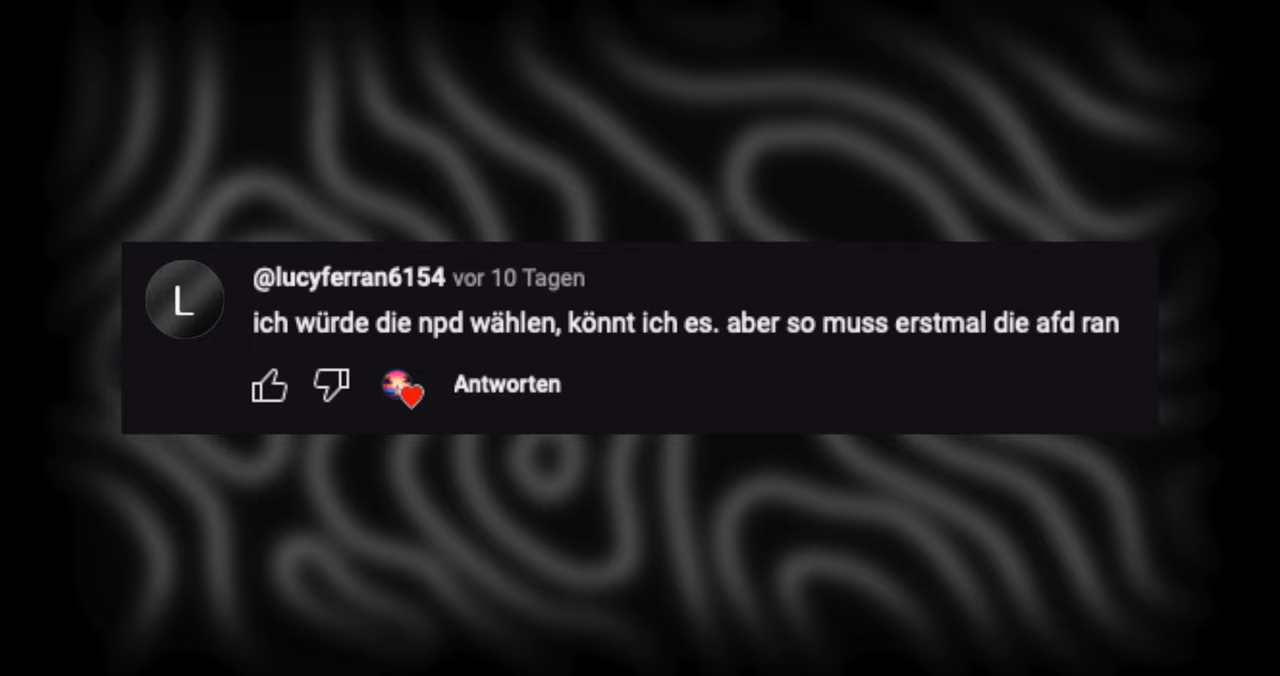 L
@lucyferran6154 vor 10 Tagen
ich würde die npd wählen, könnt ich es. aber so muss erstmal die afd ran
Antworten